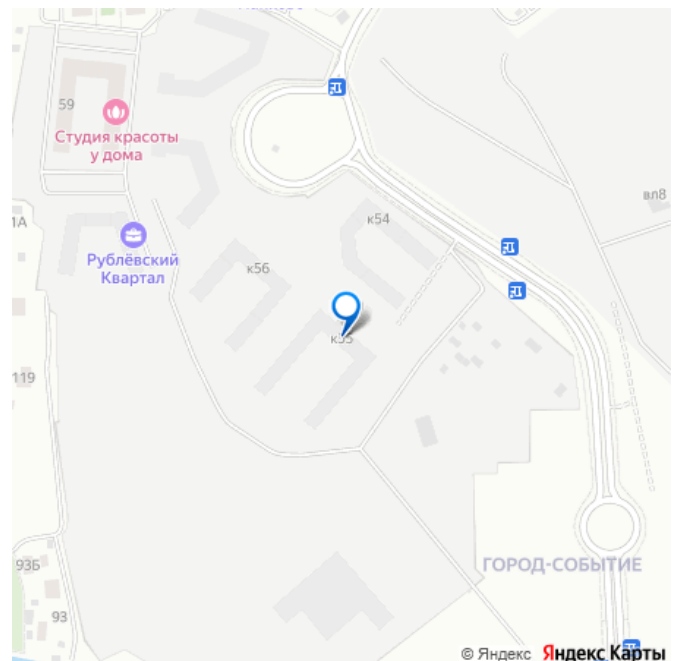 59
Студия красоты
у дома
вл8
1А
к54
Рублёвский
Квартал
к56
к55
119
ГОРОД-СОБЫТИЕ
93Б
93
© Яндекс Яндекс Карты